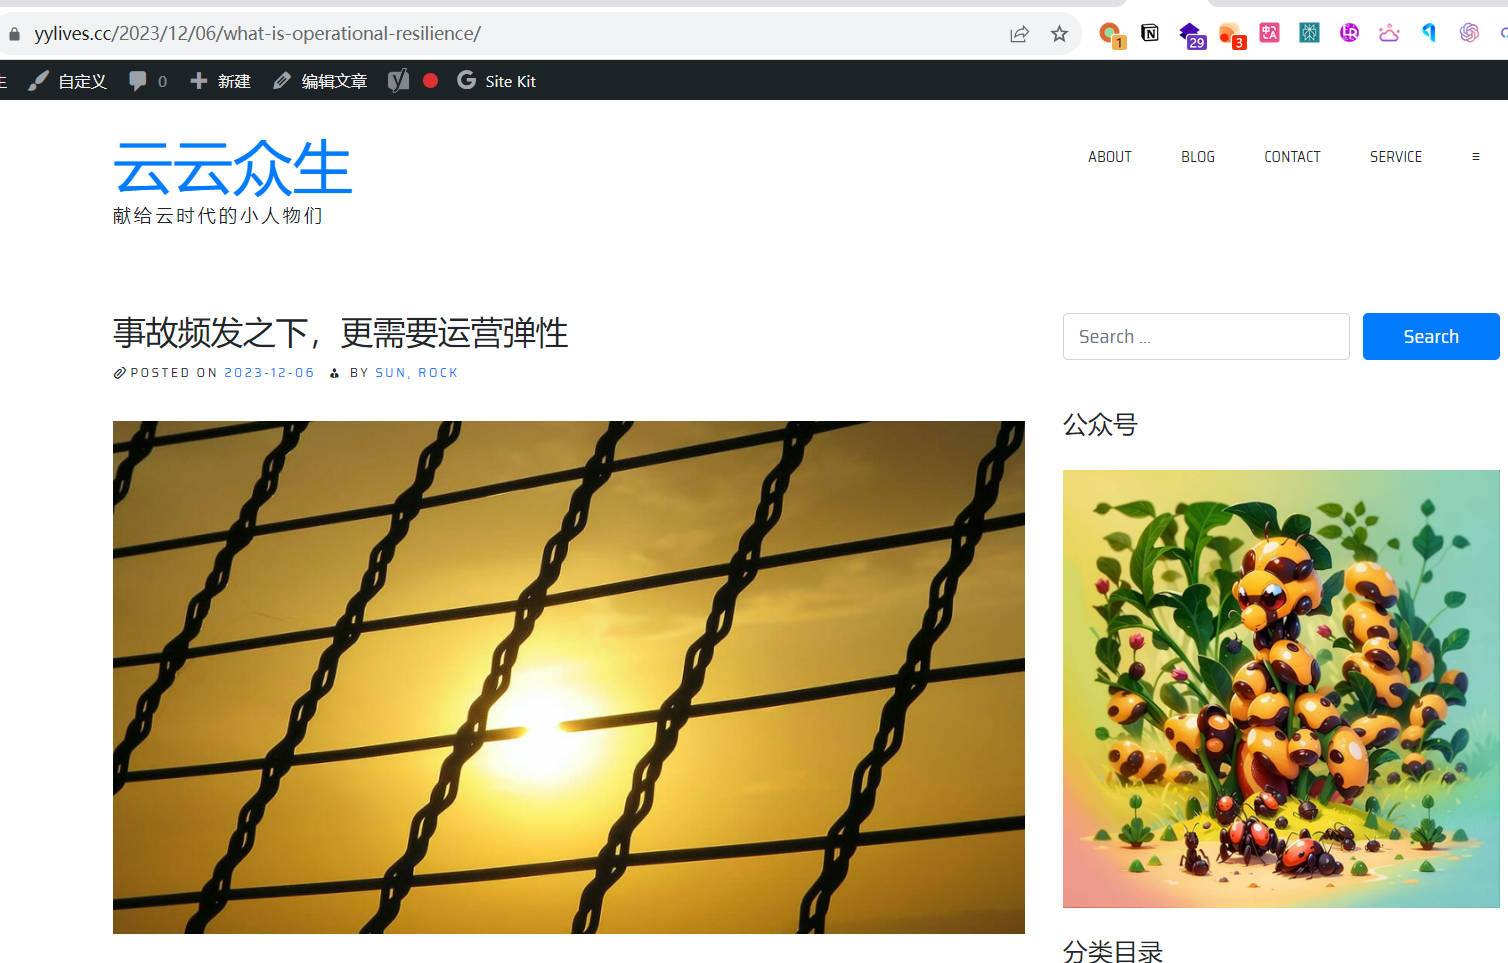 yylives.cc/2023/12/06/what-is-operational-resilience/
1
29
3
中A
LR
自定义
0
新建
编辑文章
Site Kit
云云众生
献给云时代的小人物们
ABOUT
BLOG
CONTACT
SERVICE
事故频发之下，更需要运营弹性
POSTED ON 2023-12-06 BY SUN, ROCK
Search ...
Search
公众号
分类目录